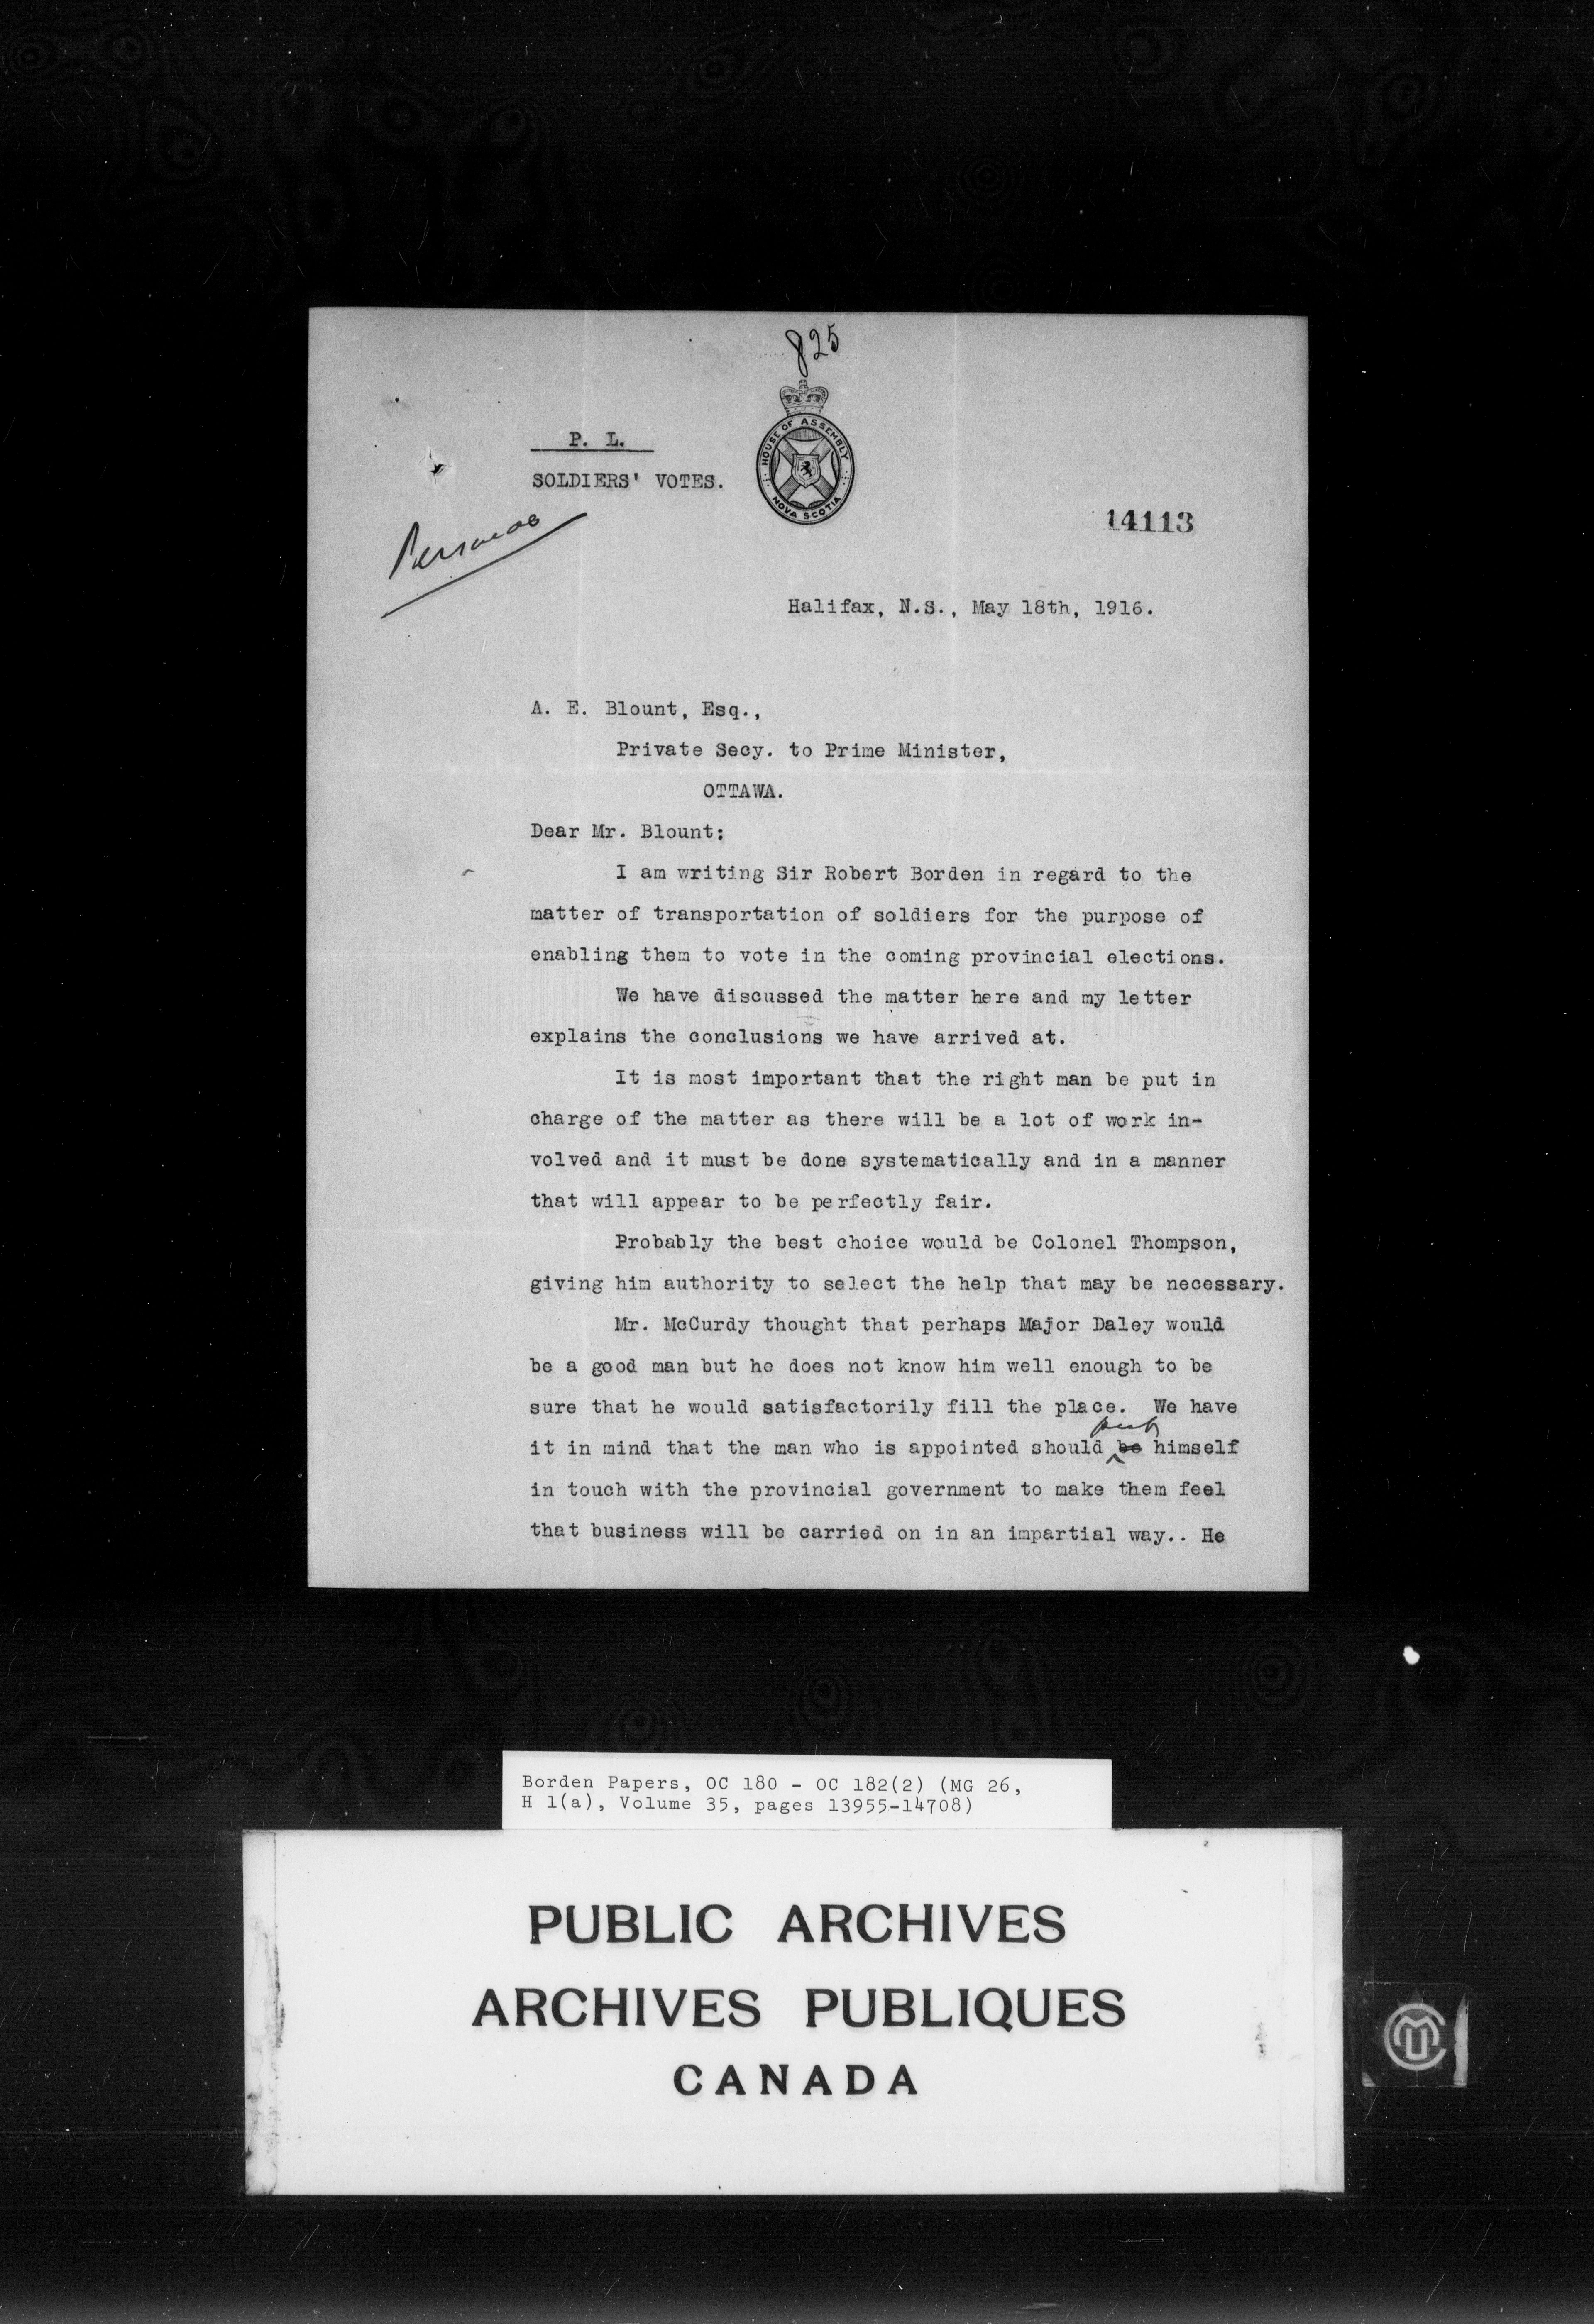 825
P. L.
HOUSE OF ASSEMBLY
NOVA SCOTIA
SOLDIERS' VOTES.
14113
Personal
Halifax, N.S., May 18th, 1916.
A. E. Blount, Esq.,
Private Secy. to Prime Minister,
OTTAWA.
Dear Mr. Blount:
I am writing Sir Robert Borden in regard to the
matter of transportation of soldiers for the purpose of
enabling them to vote in the coming provincial elections.
We have discussed the matter here and my letter
explains the conclusions we have arrived at.
It is most important that the right man be put in
charge of the matter as there will be a lot of work in-
volved and it must be done systematically and in a manner
that will appear to be perfectly fair.
Probably the best choice would be Colonel Thompson,
giving him authority to select the help that may be necessary.
Mr. McCurdy thought that perhaps Major Daley would
be a good man but he does not know him well enough to be
sure that he would satisfactorily fill the place. We have
put
it in mind that the man who is appointed should be himself
in touch with the provincial government to make them feel
that business will be carried on in an impartial way.. He
Borden Papers, OC 180 - OC 182(2) (MG 26,
H 1(a), Volume 35, pages 13955-14708)
PUBLIC ARCHIVES
ARCHIVES PUBLIQUES
CANADA